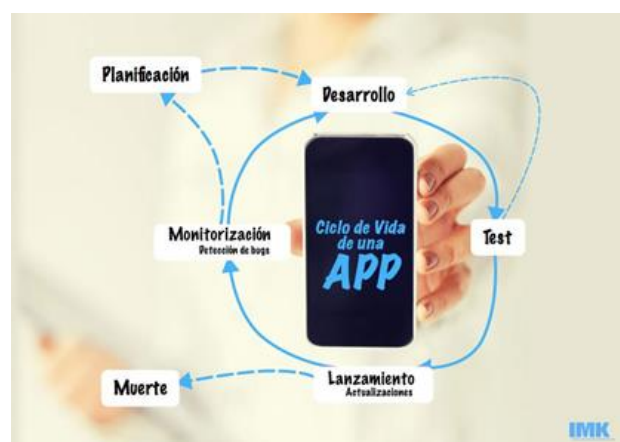 Planificación
Desarrollo
Monitorización
Detección de bugs
Ciclo de Vida
de una
APP
Test
Lanzamiento
Actualizaciones
Muerte
IMK